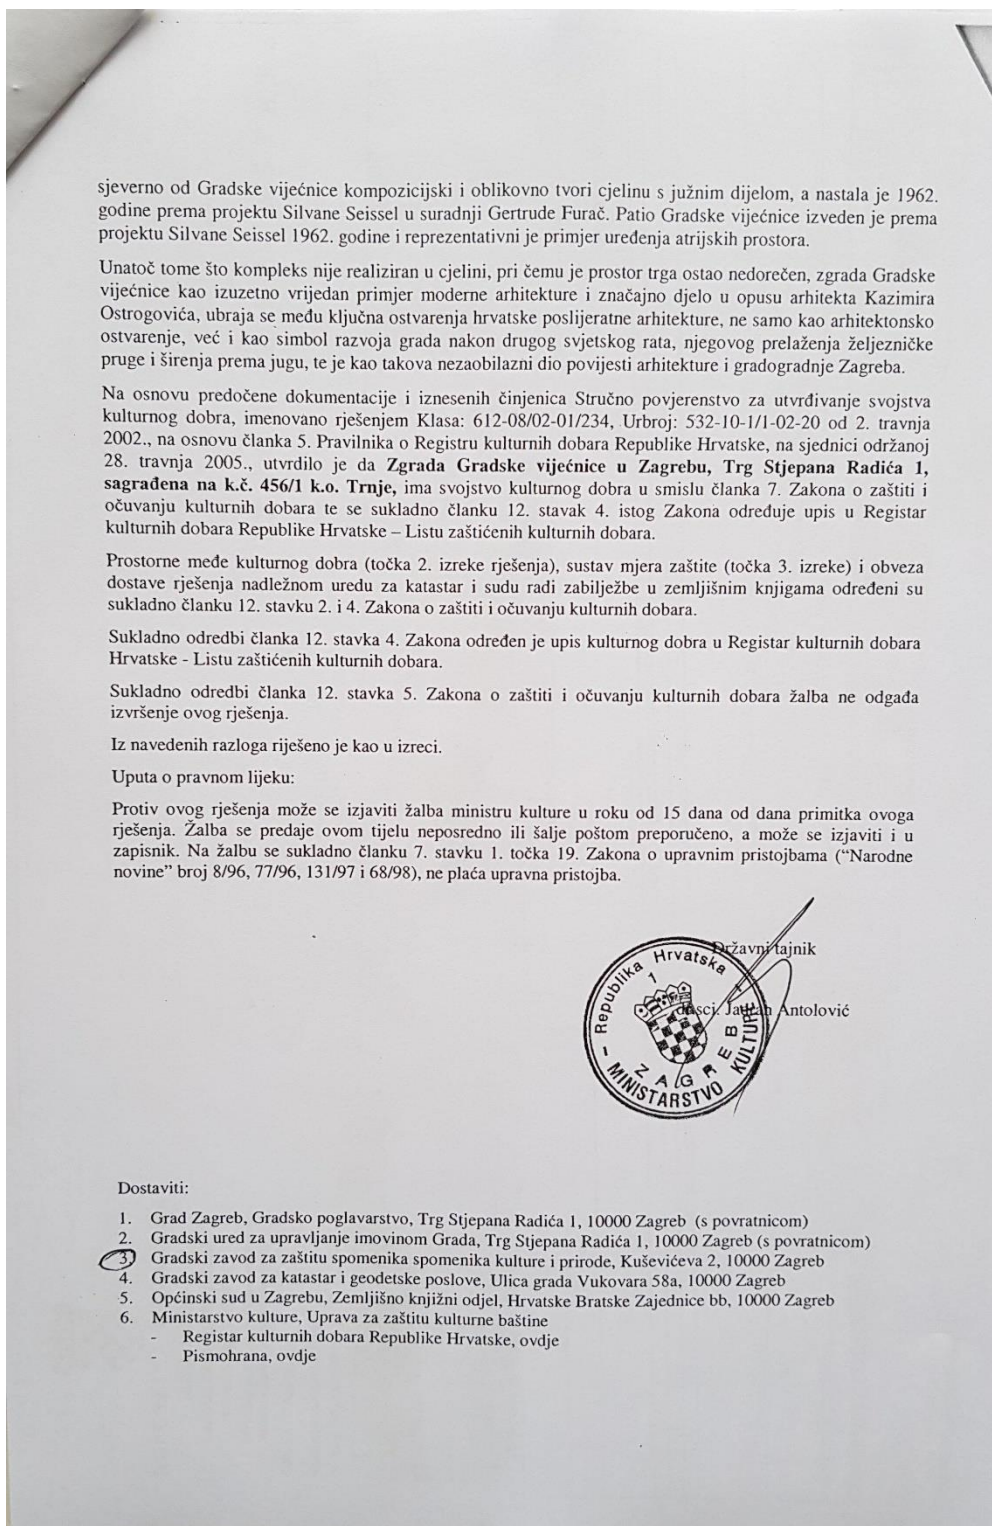 sjeverno od Gradske vijećnice kompozicijski i oblikovno tvori cjelinu s južnim dijelom, a nastala je 1962.
godine prema projektu Silvane Seissel u suradnji Gertrude Furač. Patio Gradske vijećnice izveden je prema
projektu Silvane Seissel 1962. godine i reprezentativni je primjer uređenja atrijskih prostora.
Unatoč tome što kompleks nije realiziran u cjelini, pri čemu je prostor trga ostao nedorečen, zgrada Gradske
vijećnice kao izuzetno vrijedan primjer moderne arhitekture i značajno djelo u opusu arhitekta Kazimira
Ostrogovića, ubraja se među ključna ostvarenja hrvatske poslijeratne arhitekture, ne samo kao arhitektonsko
ostvarenje, već i kao simbol razvoja grada nakon drugog svjetskog rata, njegovog prelaženja željezničke
pruge i širenja prema jugu, te je kao takova nezaobilazni dio povijesti arhitekture i gradogradnje Zagreba.
Na osnovu predočene dokumentacije i iznesenih činjenica Stručno povjerenstvo za utvrđivanje svojstva
kulturnog dobra, imenovano rješenjem Klasa: 612-08/02-01/234, Urbroj: 532-10-1/1-02-20 od 2. travnja
2002., na osnovu članka 5. Pravilnika o Registru kulturnih dobara Republike Hrvatske, na sjednici održanoj
28. travnja 2005., utvrdilo je da Zgrada Gradske vijećnice u Zagrebu, Trg Stjepana Radića 1,
sagrađena na k.č. 456/1 k.o. Trnje, ima svojstvo kulturnog dobra u smislu članka 7. Zakona o zaštiti i
očuvanju kulturnih dobara te se sukladno članku 12. stavak 4. istog Zakona određuje upis u Registar
kulturnih dobara Republike Hrvatske – Listu zaštićenih kulturnih dobara.
Prostorne međe kulturnog dobra (točka 2. izreke rješenja), sustav mjera zaštite (točka 3. izreke) i obveza
dostave rješenja nadležnom uredu za katastar i sudu radi zabilježbe u zemljišnim knjigama određeni su
sukladno članku 12. stavku 2. i 4. Zakona o zaštiti i očuvanju kulturnih dobara.
Sukladno odredbi članka 12. stavka 4. Zakona određen je upis kulturnog dobra u Registar kulturnih dobara
Hrvatske - Listu zaštićenih kulturnih dobara.
Sukladno odredbi članka 12. stavka 5. Zakona o zaštiti i očuvanju kulturnih dobara žalba ne odgađa
izvršenje ovog rješenja.
Iz navedenih razloga riješeno je kao u izreci.
Uputa o pravnom lijeku:
Protiv ovog rješenja može se izjaviti žalba ministru kulture u roku od 15 dana od dana primitka ovoga
rješenja. Žalba se predaje ovom tijelu neposredno ili šalje poštom preporučeno, a može se izjaviti i u
zapisnik. Na žalbu se sukladno članku 7. stavku 1. točka 19. Zakona o upravnim pristojbama (“Narodne
novine” broj 8/96, 77/96, 131/97 i 68/98), ne plaća upravna pristojba.
Državni tajnik
Antolović
Republika Hrvatska
1
MINISTARSTVO KULTURE
ZAGREB
Dostaviti:
1. Grad Zagreb, Gradsko poglavarstvo, Trg Stjepana Radića 1, 10000 Zagreb (s povratnicom)
2. Gradski ured za upravljanje imovinom Grada, Trg Stjepana Radića 1, 10000 Zagreb (s povratnicom)
3. Gradski zavod za zaštitu spomenika spomenika kulture i prirode, Kuševićeva 2, 10000 Zagreb
4. Gradski zavod za katastar i geodetske poslove, Ulica grada Vukovara 58a, 10000 Zagreb
5. Općinski sud u Zagrebu, Zemljišno knjižni odjel, Hrvatske Bratske Zajednice bb, 10000 Zagreb
6. Ministarstvo kulture, Uprava za zaštitu kulturne baštine
- Registar kulturnih dobara Republike Hrvatske, ovdje
- Pismohrana, ovdje